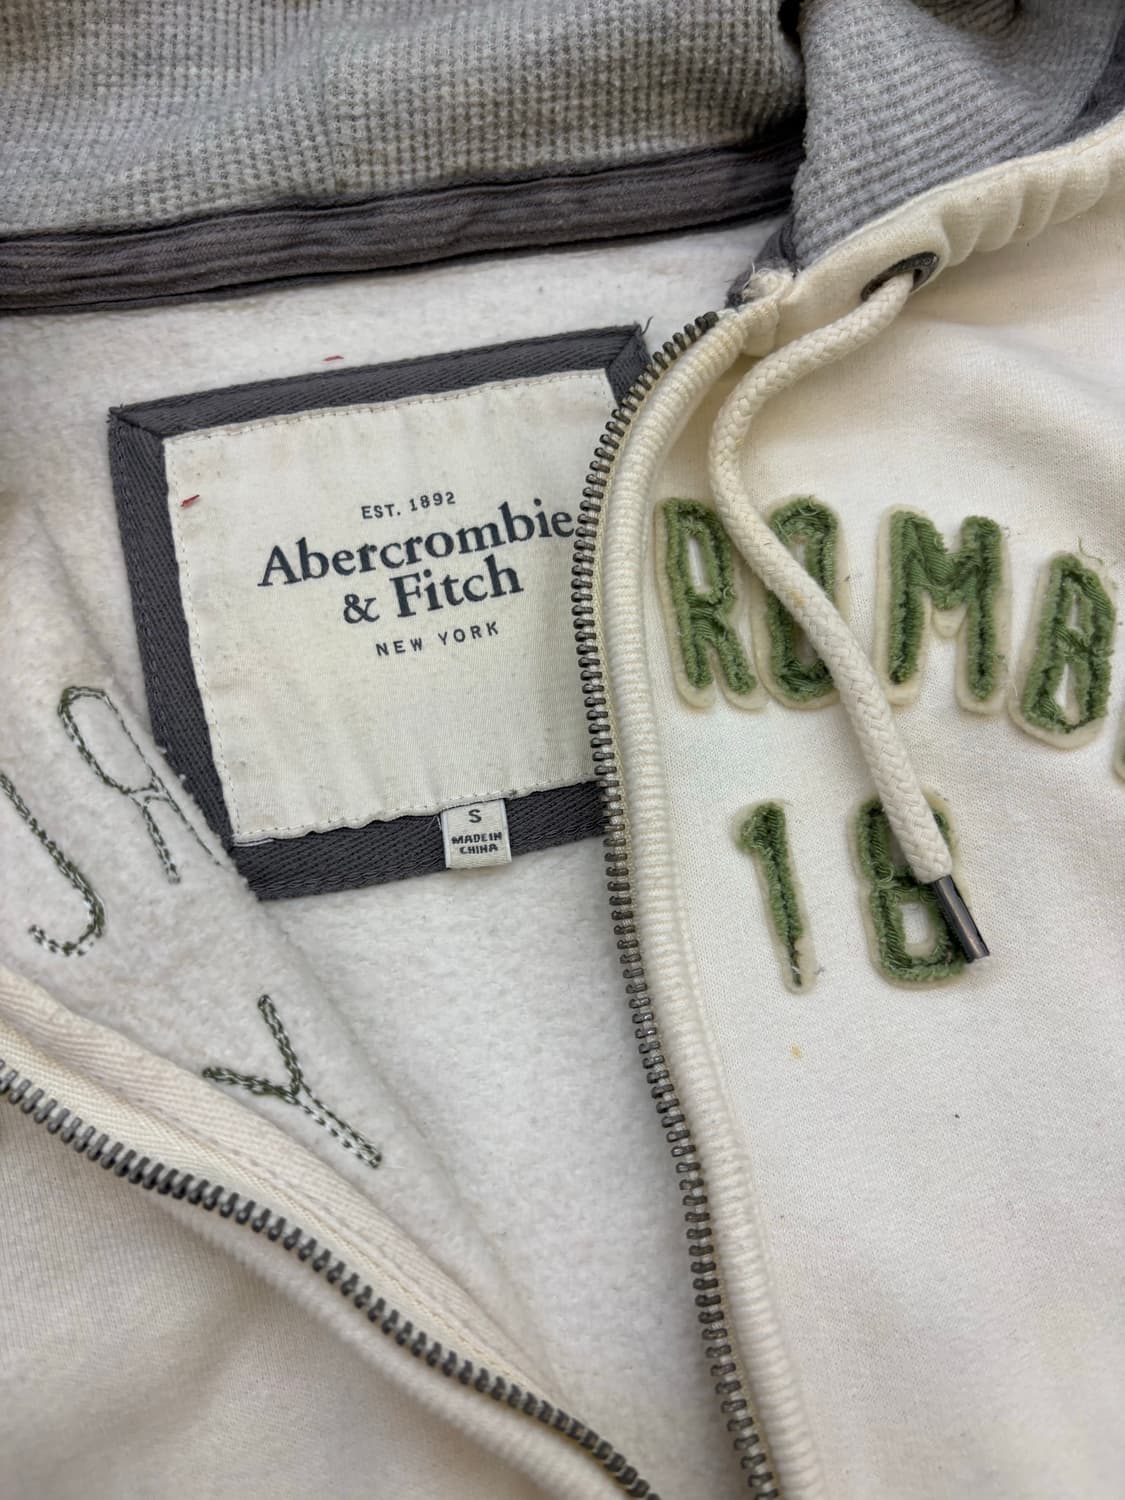 EST. 1892
Abercrombie
& Fitch
NEW YORK
S
MADE IN
CHINA
ROMB
18